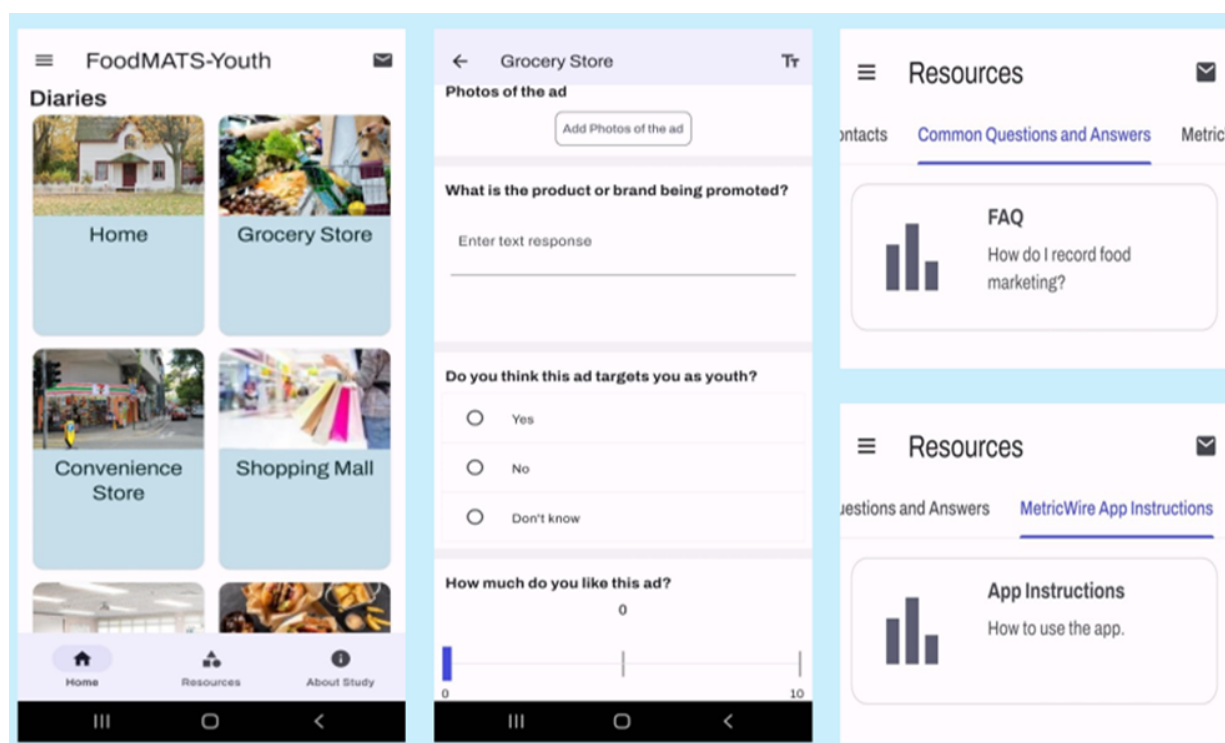 FoodMATS-Youth
Diaries
Home
Grocery Store
Convenience
Store
Shopping Mall
Home
Resources
About Study
Grocery Store
Tт
Photos of the ad
Add Photos of the ad
What is the product or brand being promoted?
Enter text response
Do you think this ad targets you as youth?
Yes
No
Don't know
How much do you like this ad?
0
0
10
Resources
ontacts
Common Questions and Answers
Metric
FAQ
How do I record food
marketing?
Resources
uestions and Answers
MetricWire App Instructions
App Instructions
How to use the app.